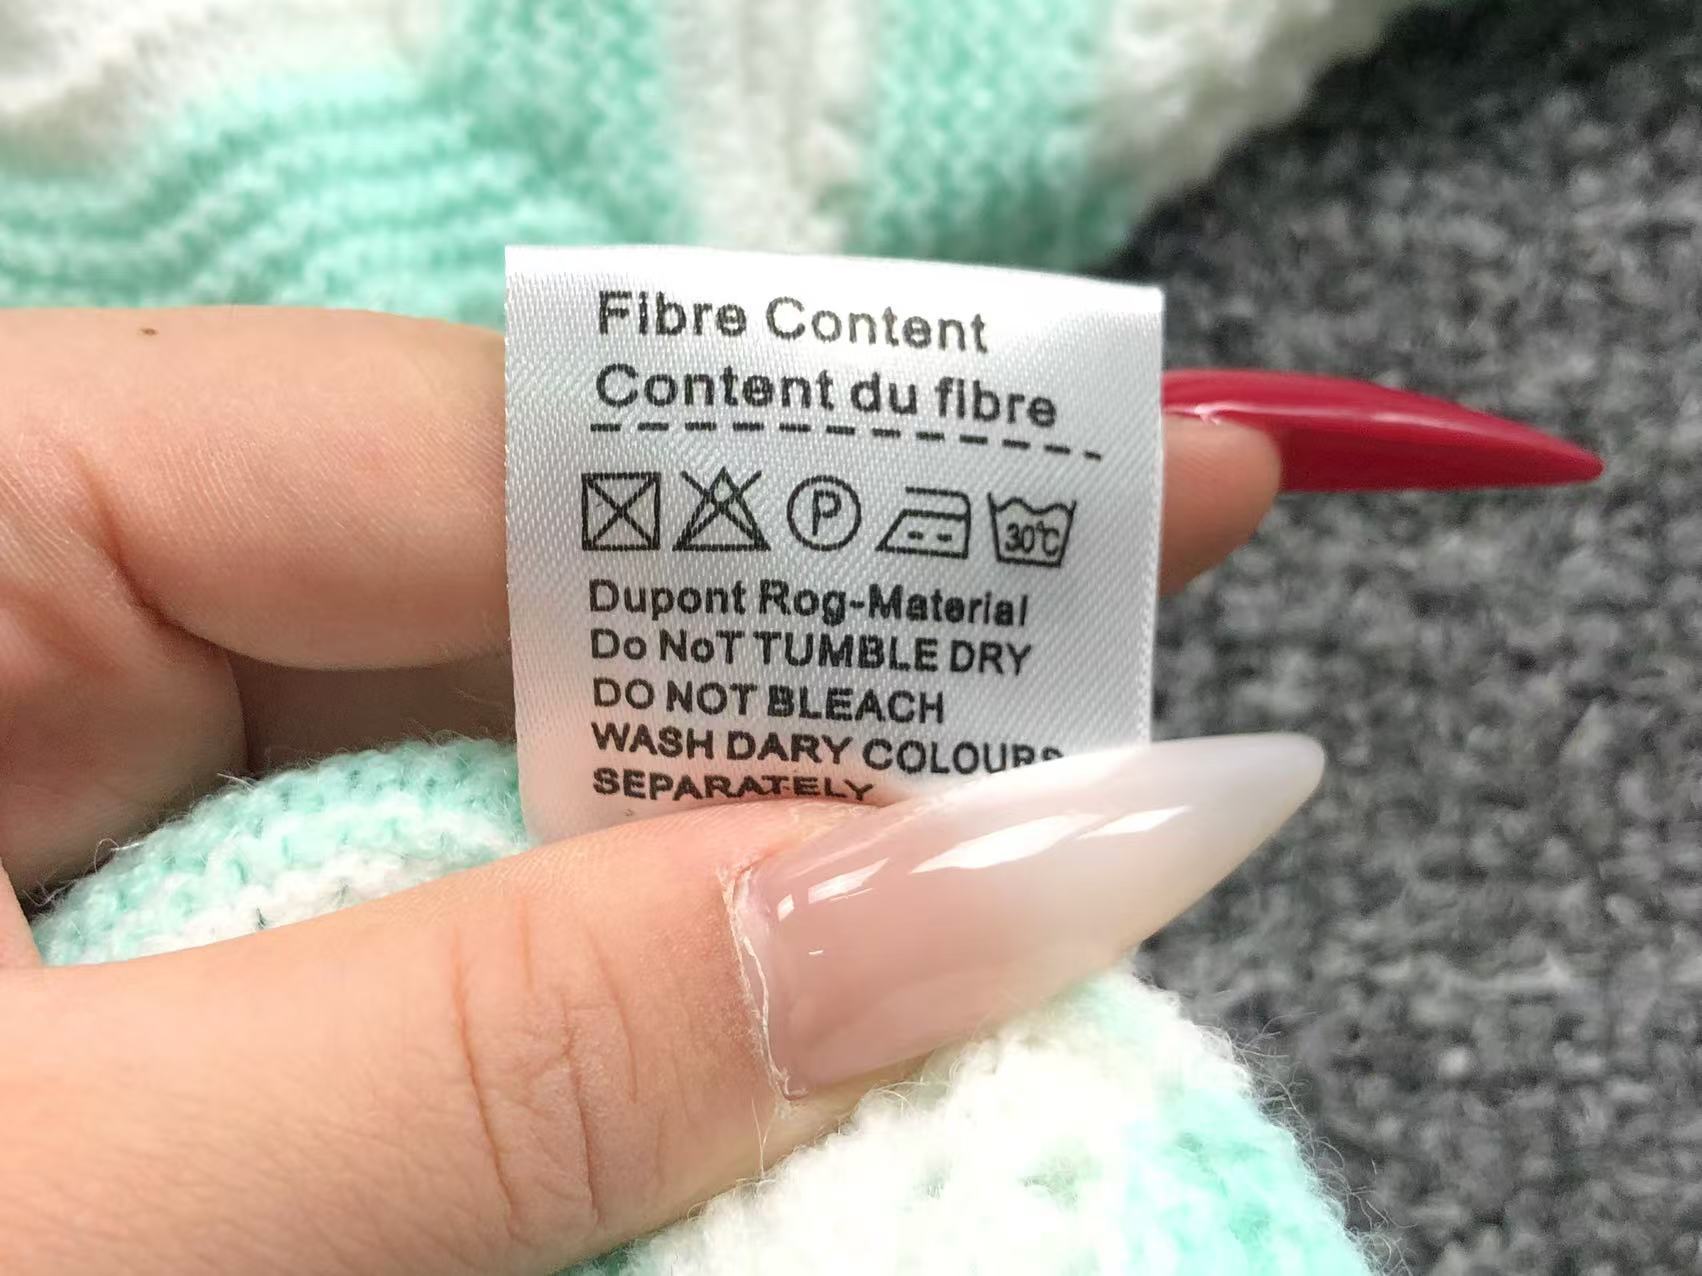 Fibre Content
Content du fibre
P
30℃
Dupont Rog-Material
Do NoT TUMBLE DRY
DO NOT BLEACH
WASH DARY COLOURS
SEPARATELY